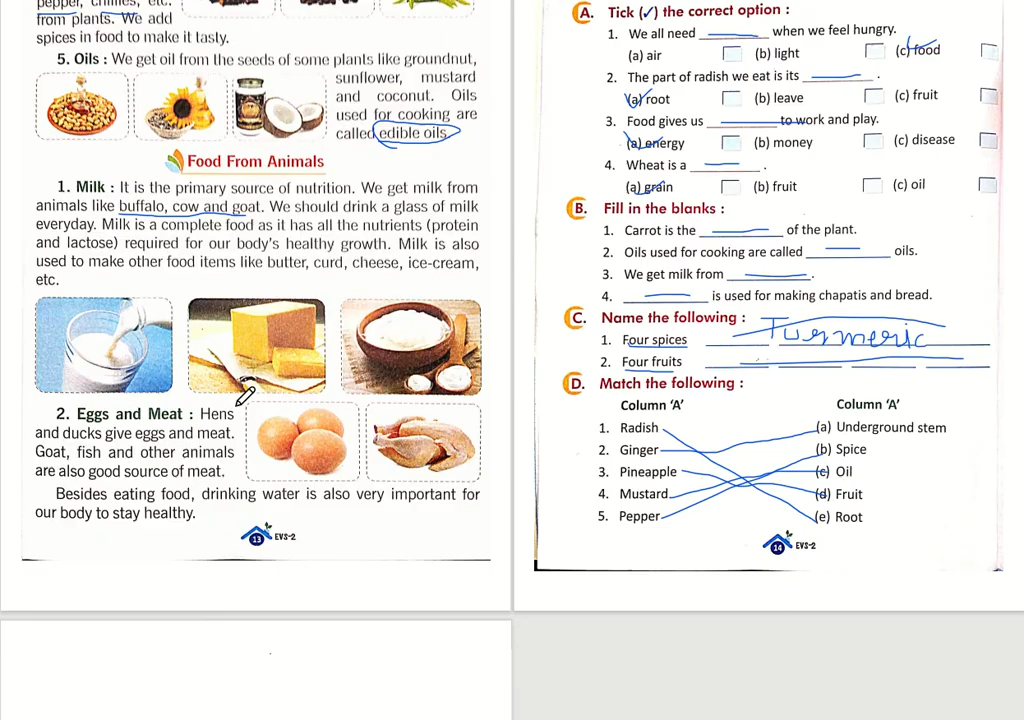 pepper, chillies, etc.
from plants. We add
spices in food to make it tasty.
5. Oils : We get oil from the seeds of some plants like groundnut,
sunflower, mustard
and coconut. Oils
used for cooking are
called edible oils
Food From Animals
1. Milk : It is the primary source of nutrition. We get milk from
animals like buffalo, cow and goat. We should drink a glass of milk
everyday. Milk is a complete food as it has all the nutrients (protein
and lactose) required for our body's healthy growth. Milk is also
used to make other food items like butter, curd, cheese, ice-cream,
etc.
2. Eggs and Meat : Hens
and ducks give eggs and meat.
Goat, fish and other animals
are also good source of meat.
Besides eating food, drinking water is also very important for
our body to stay healthy.
13 EVS-2
A. Tick (✓) the correct option :
1. We all need ________ when we feel hungry.
(a) air (b) light (c) food
2. The part of radish we eat is its ________ .
(a) root (b) leave (c) fruit
3. Food gives us ________ to work and play.
(a) energy (b) money (c) disease
4. Wheat is a ________ .
(a) grain (b) fruit (c) oil
B. Fill in the blanks :
1. Carrot is the ________ of the plant.
2. Oils used for cooking are called ________ oils.
3. We get milk from ________.
4. ________ is used for making chapatis and bread.
C. Name the following :
1. Four spices Turmeric
2. Four fruits ________ ________ ________ ________
D. Match the following :
Column 'A' Column 'A'
1. Radish (a) Underground stem
2. Ginger (b) Spice
3. Pineapple (c) Oil
4. Mustard (d) Fruit
5. Pepper (e) Root
14 EVS-2